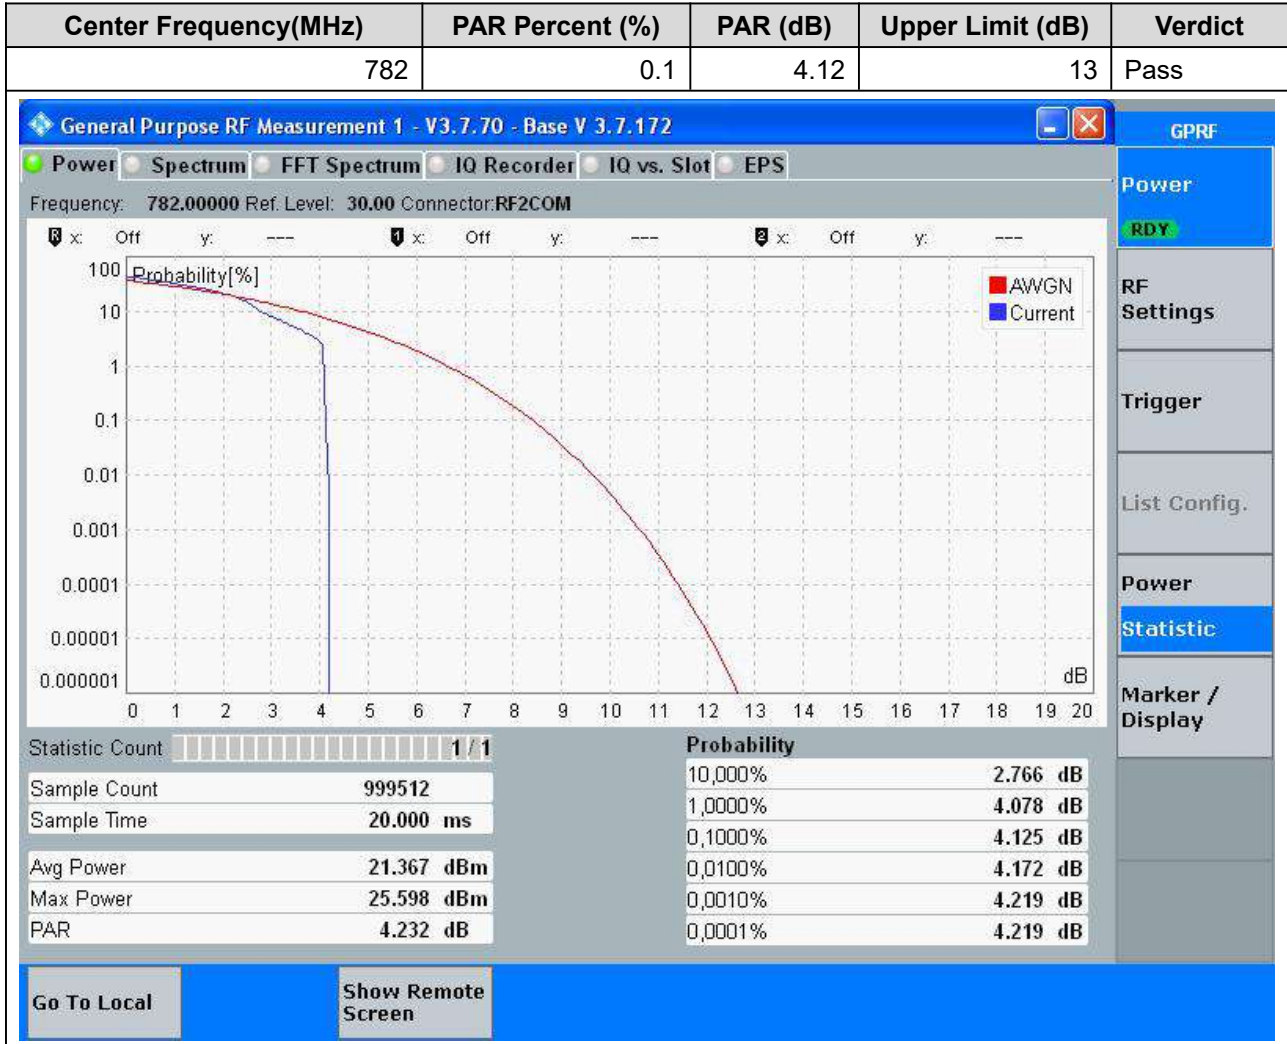 Center Frequency(MHz) PAR Percent (%) PAR (dB) Upper Limit (dB) Verdict
782 0.1 4.12 13 Pass
General Purpose RF Measurement 1 - V3.7.70 - Base V 3.7.172
GPRF
Power Spectrum FFT Spectrum IQ Recorder IQ vs. Slot EPS
Power
RDY
Frequency: 782.00000 Ref. Level: 30.00 Connector:RF2COM
R x: Off y: --- 1 x: Off y: --- 2 x: Off y: ---
100 Probability[%]
AWGN
Current
RF
Settings
10
1
Trigger
0.1
0.01
List Config.
0.001
0.0001
Power
Statistic
0.00001
0.000001
dB
Marker /
Display
0 1 2 3 4 5 6 7 8 9 10 11 12 13 14 15 16 17 18 19 20
Statistic Count 1 / 1
Probability
Sample Count 999512
Sample Time 20.000 ms
Avg Power 21.367 dBm
Max Power 25.598 dBm
PAR 4.232 dB
10,000% 2.766 dB
1,0000% 4.078 dB
0,1000% 4.125 dB
0,0100% 4.172 dB
0,0010% 4.219 dB
0,0001% 4.219 dB
Go To Local
Show Remote
Screen